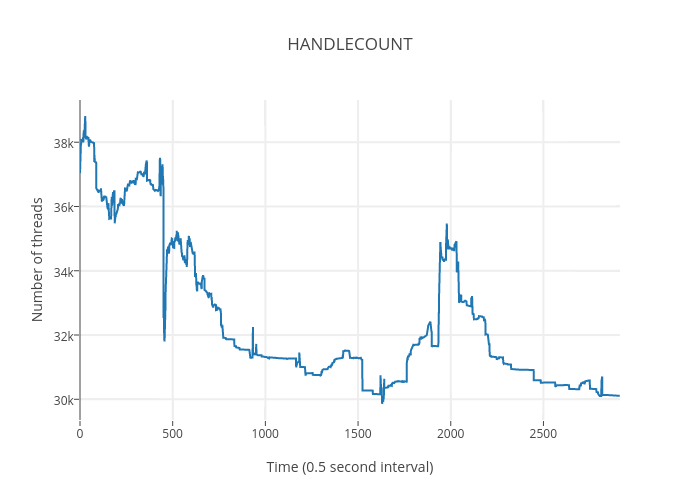 HANDLECOUNT
38k
36k
34k
32k
30k
Number of threads
0 500 1000 1500 2000 2500
Time (0.5 second interval)